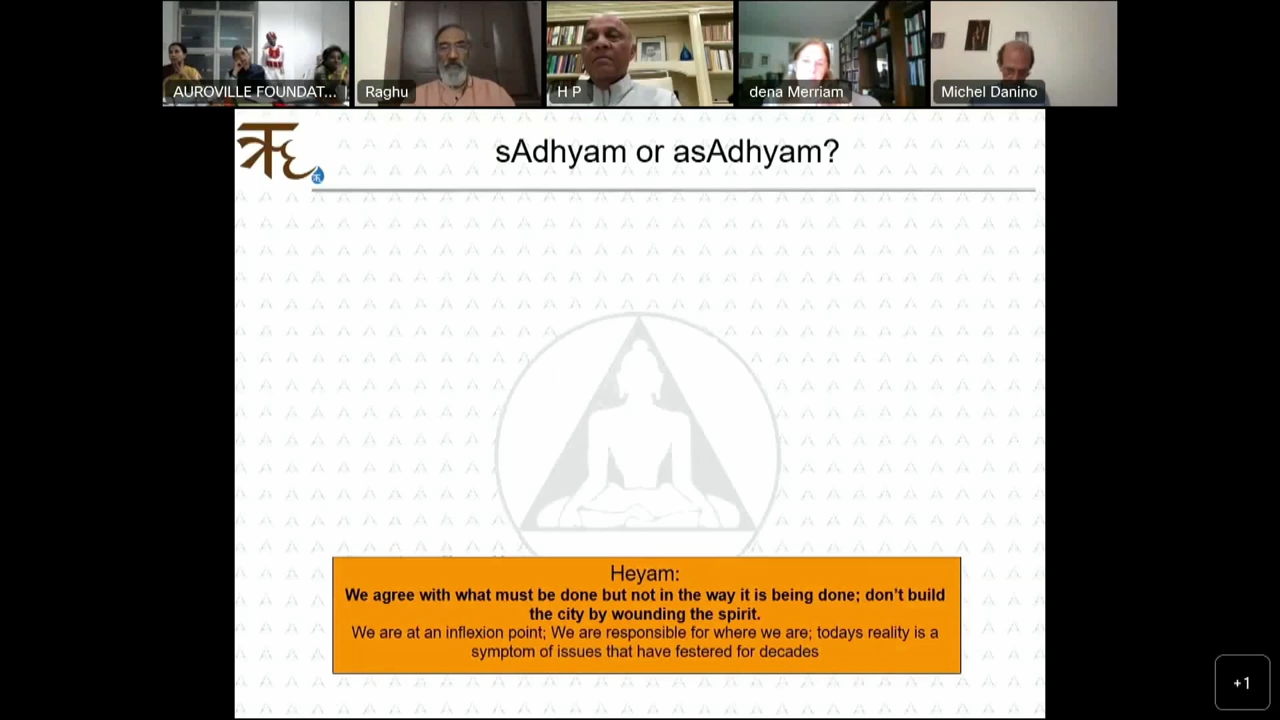 AUROVILLE FOUNDAT...
Raghu
H P
dena Merriam
Michel Danino
ऋ
sAdhyam or asAdhyam?
Heyam:
We agree with what must be done but not in the way it is being done; don't build
the city by wounding the spirit.
We are at an inflexion point; We are responsible for where we are; todays reality is a
symptom of issues that have festered for decades
+1